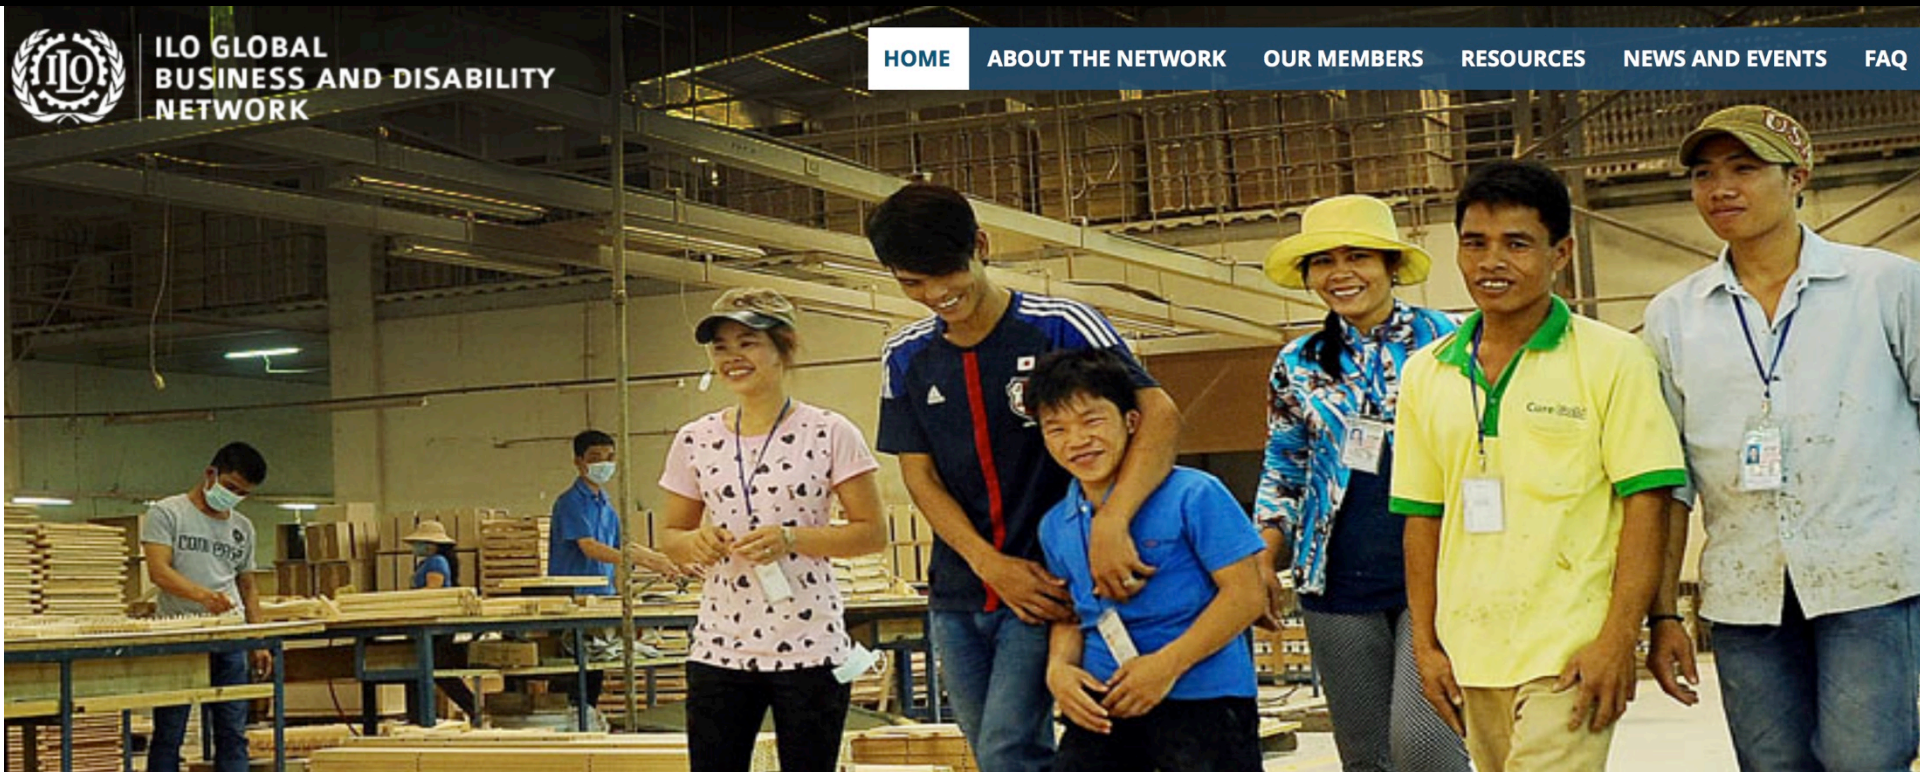 ILO
ILO GLOBAL
BUSINESS AND DISABILITY
NETWORK
HOME
ABOUT THE NETWORK
OUR MEMBERS
RESOURCES
NEWS AND EVENTS
FAQ